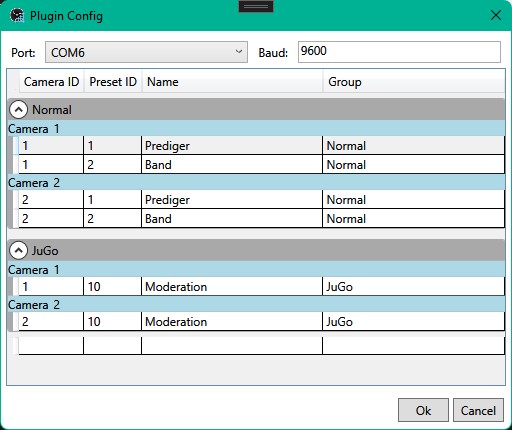 Plugin Config
Port: COM6 Baud: 9600
Camera ID Preset ID Name Group
Normal
Camera 1
1 1 Prediger Normal
1 2 Band Normal
Camera 2
2 1 Prediger Normal
2 2 Band Normal
JuGo
Camera 1
1 10 Moderation JuGo
Camera 2
2 10 Moderation JuGo
Ok Cancel